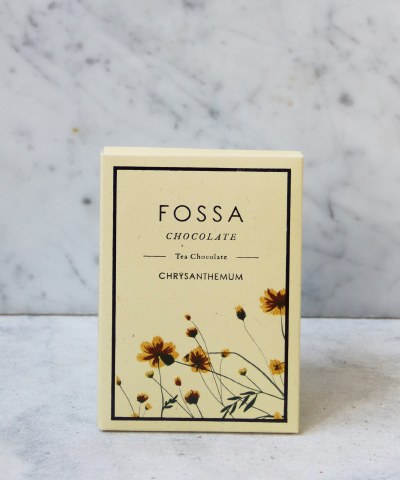 FOSSA
CHOCOLATE
Tea Chocolate
CHRYSANTHEMUM